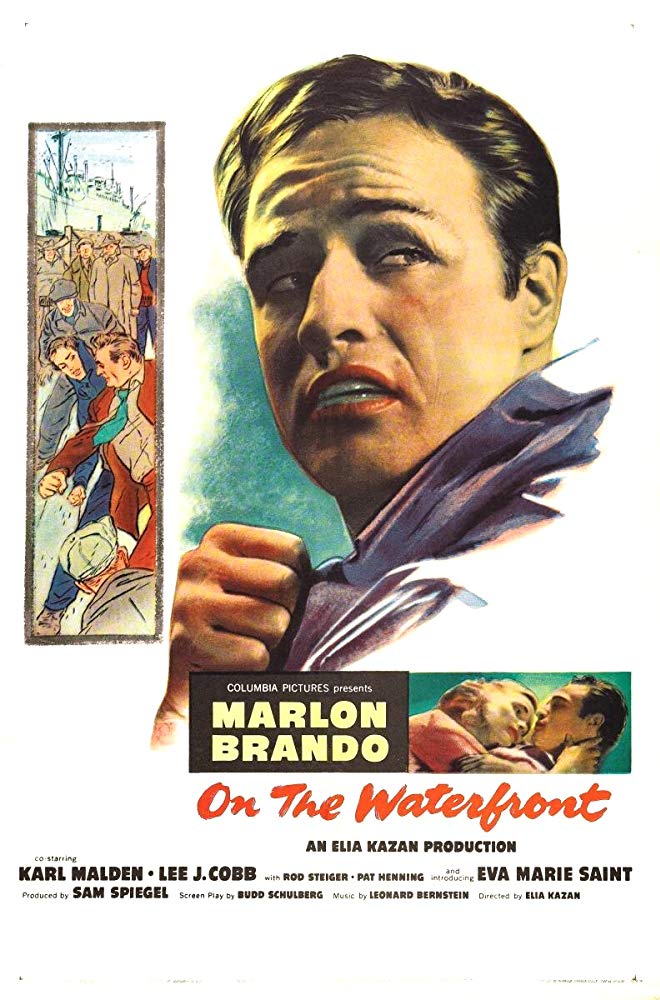 COLUMBIA PICTURES presents
MARLON
BRANDO
On The Waterfront
AN ELIA KAZAN PRODUCTION
co-starring
KARL MALDEN • LEE J. COBB with ROD STEIGER • PAT HENNING and introducing EVA MARIE SAINT
Produced by SAM SPIEGEL Screen Play by BUDD SCHULBERG Music by LEONARD BERNSTEIN Directed by ELIA KAZAN